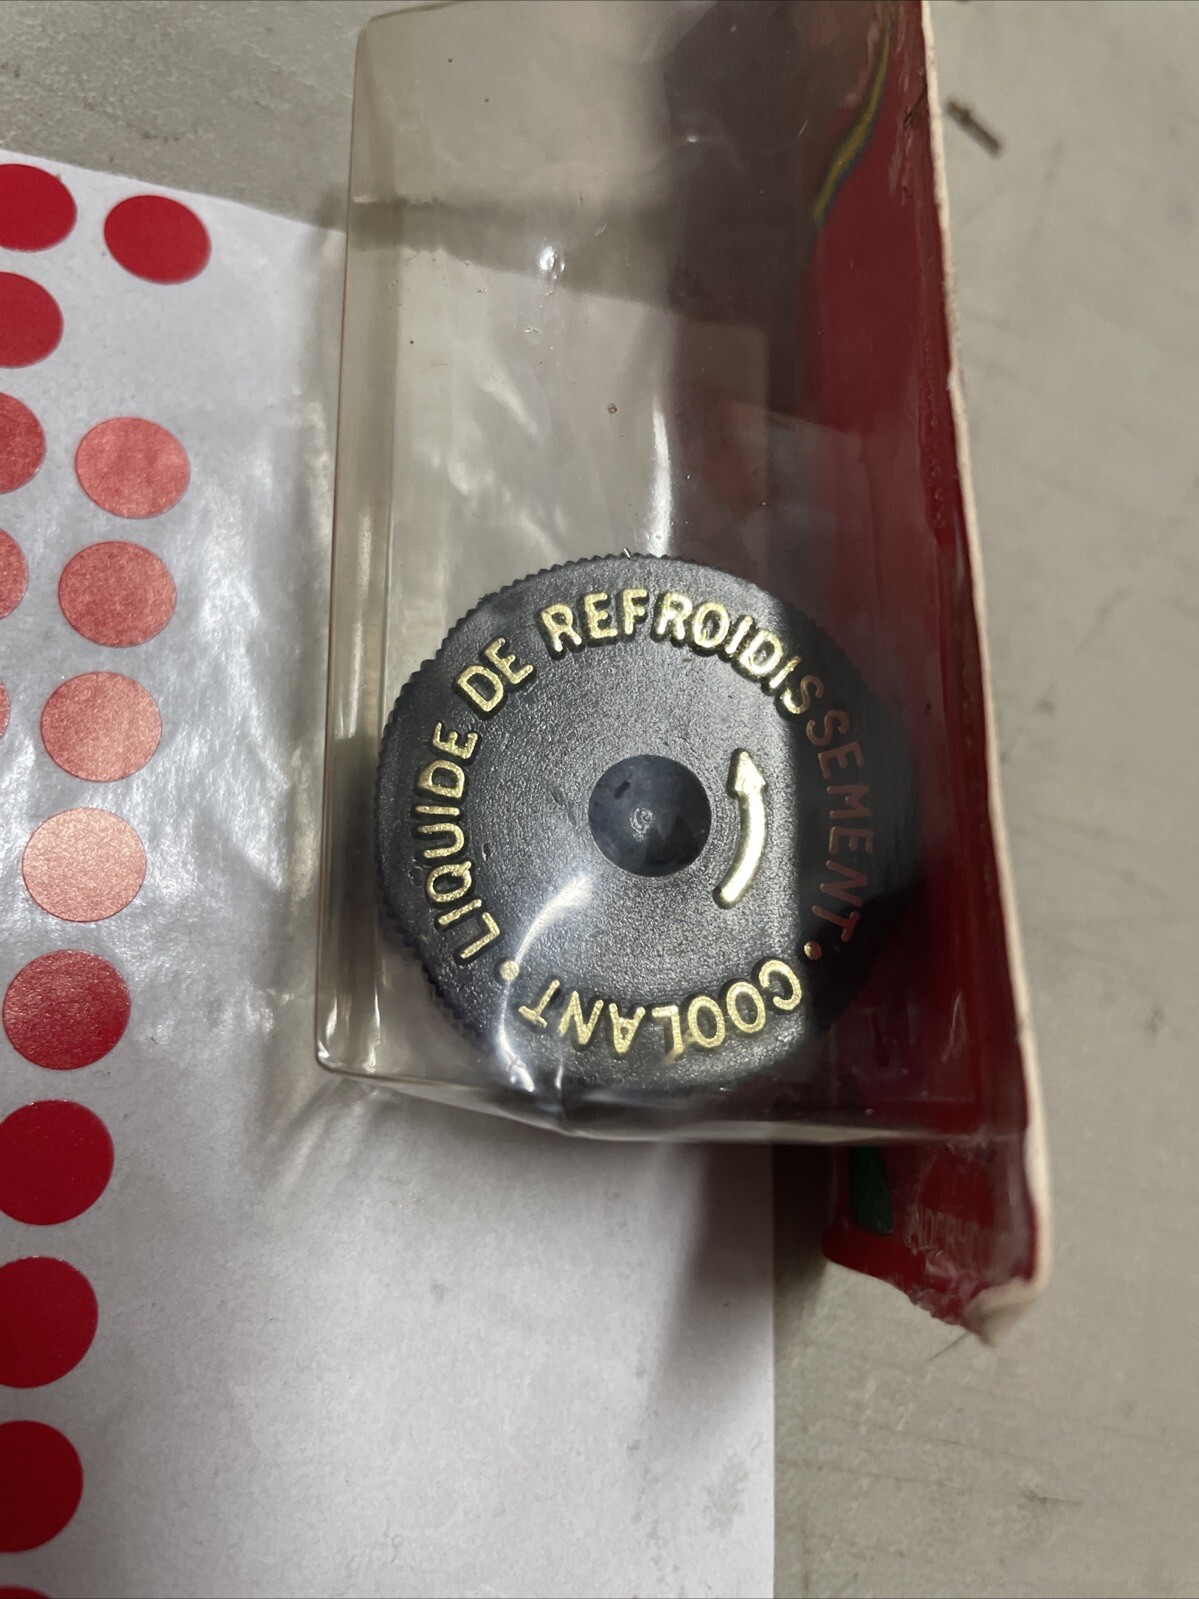 LIQUIDE DE REFROIDISSEMENT · COOLANT ·